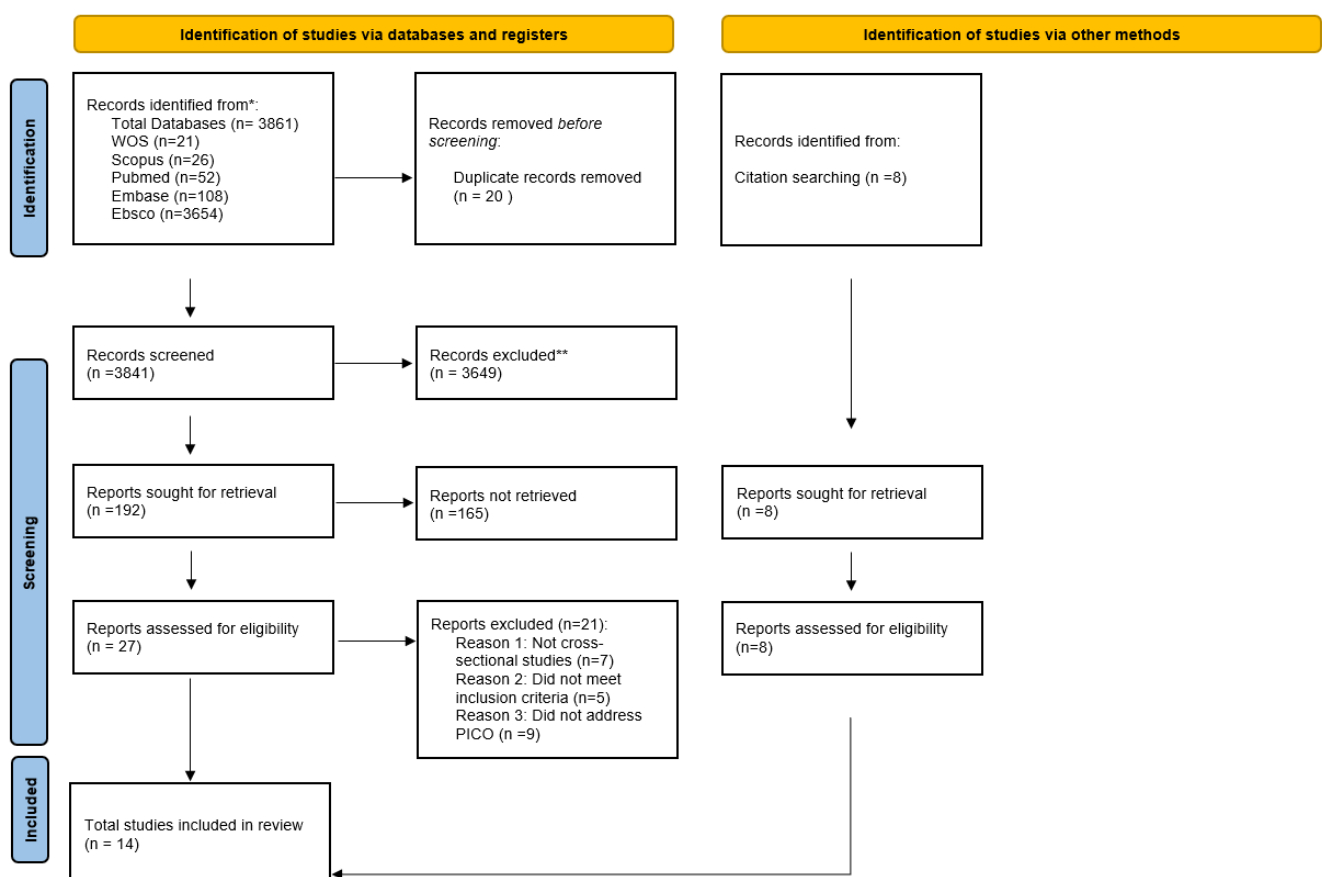 Identification of studies via databases and registers
Identification of studies via other methods
Identification
Records identified from*:
Total Databases (n= 3861)
WOS (n=21)
Scopus (n=26)
Pubmed (n=52)
Embase (n=108)
Ebsco (n=3654)
Records removed before
screening:
Duplicate records removed
(n = 20 )
Records identified from:
Citation searching (n =8)
Screening
Records screened
(n =3841)
Records excluded**
(n = 3649)
Reports sought for retrieval
(n =192)
Reports not retrieved
(n =165)
Reports sought for retrieval
(n =8)
Reports assessed for eligibility
(n = 27)
Reports excluded (n=21):
Reason 1: Not cross-
sectional studies (n=7)
Reason 2: Did not meet
inclusion criteria (n=5)
Reason 3: Did not address
PICO (n =9)
Reports assessed for eligibility
(n=8)
Included
Total studies included in review
(n = 14)